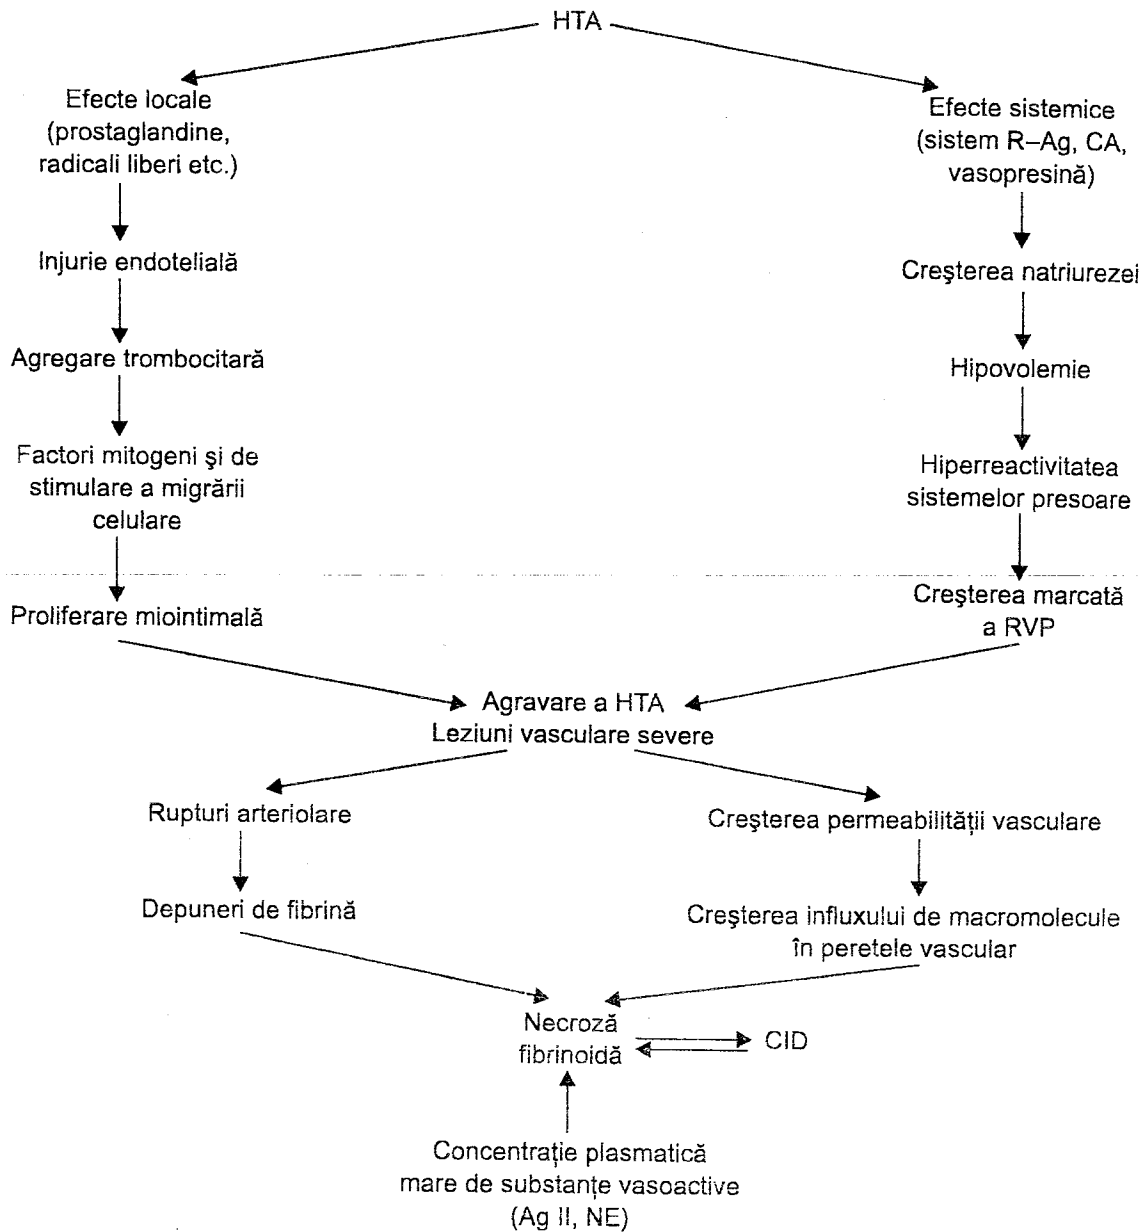 HTA
Efecte locale
(prostaglandine,
radicali liberi etc.)
Injurie endotelială
Agregare trombocitară
Factori mitogeni şi de
stimulare a migrării
celulare
Proliferare miointimală
Efecte sistemice
(sistem R–Ag, CA,
vasopresină)
Creşterea natriurezei
Hipovolemie
Hiperreactivitatea
sistemelor presoare
Creşterea marcată
a RVP
Agravare a HTA
Leziuni vasculare severe
Rupturi arteriolare
Depuneri de fibrină
Creşterea permeabilităţii vasculare
Creşterea influxului de macromolecule
în peretele vascular
Necroză
fibrinoidă
CID
Concentraţie plasmatică
mare de substanţe vasoactive
(Ag II, NE)